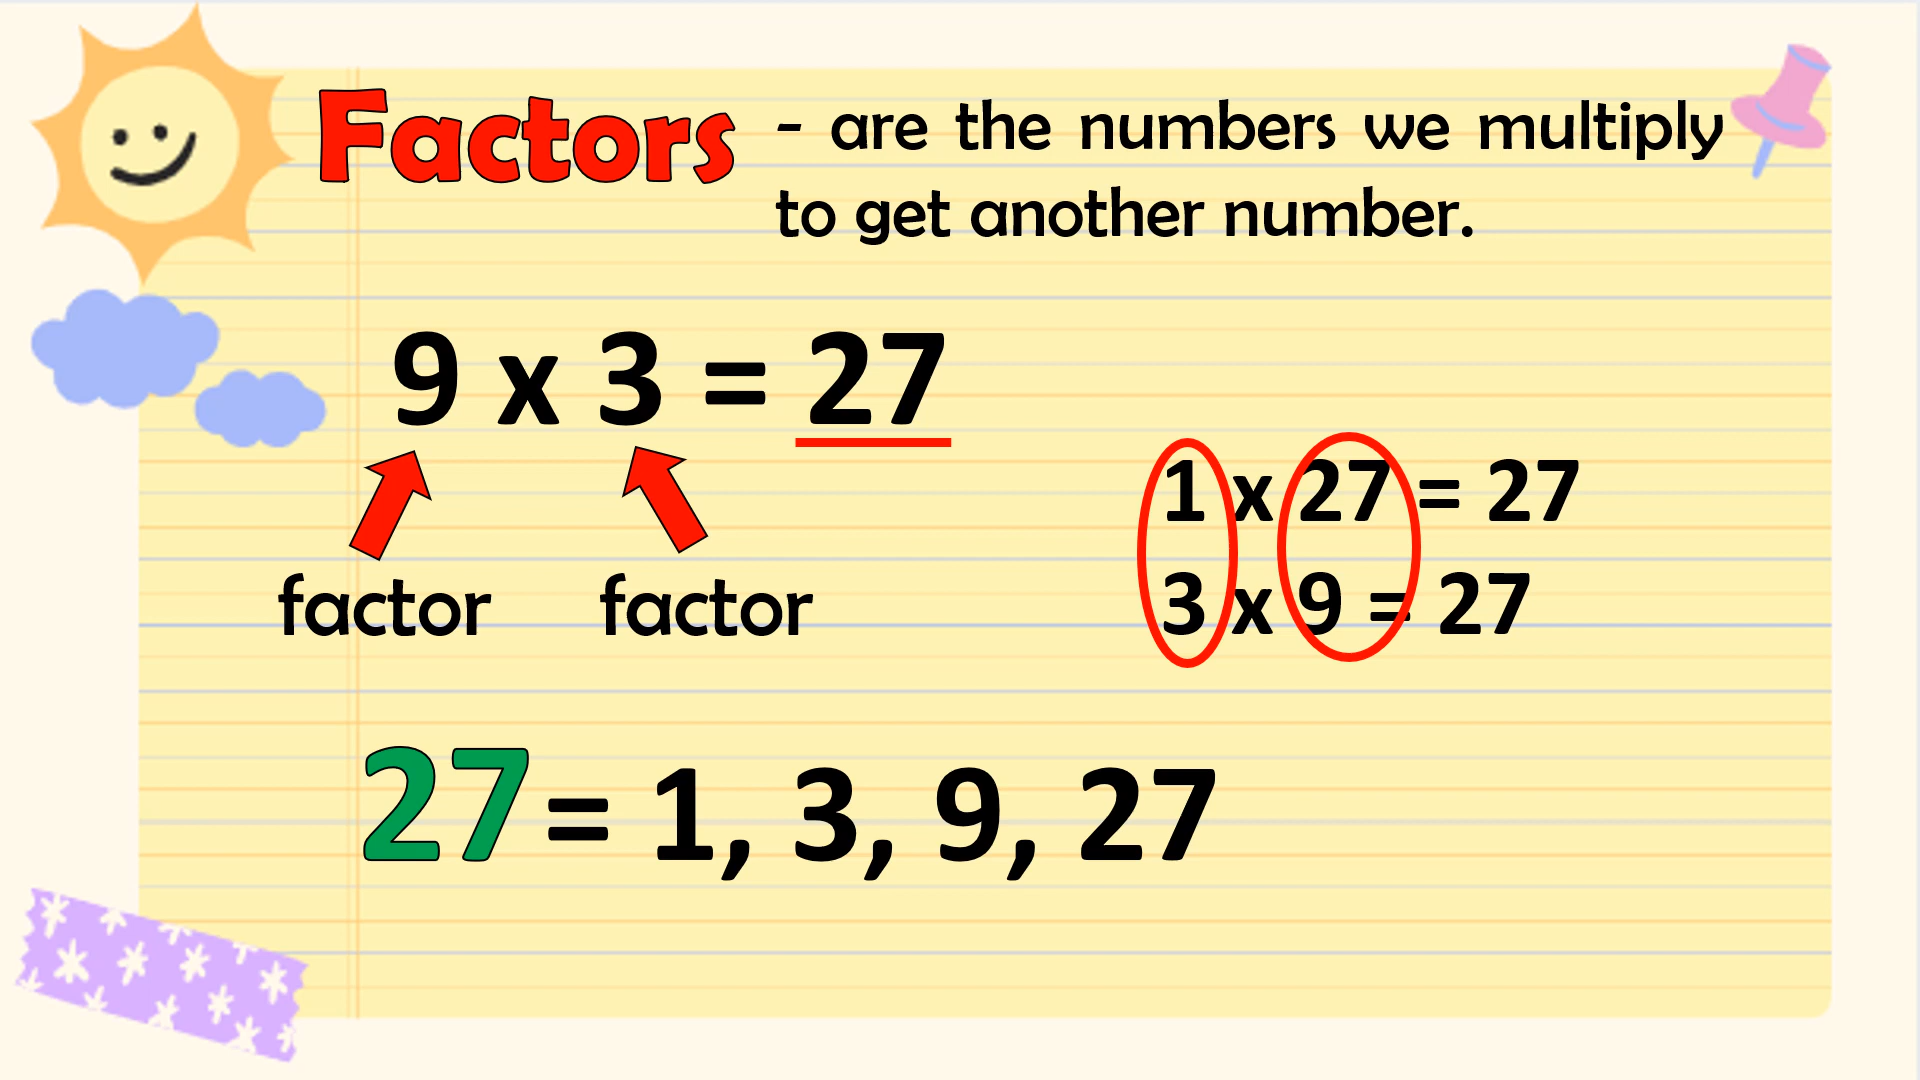 Factors - are the numbers we multiply
to get another number.
9 x 3 = 27
factor factor
1 x 27 = 27
3 x 9 = 27
27 = 1, 3, 9, 27